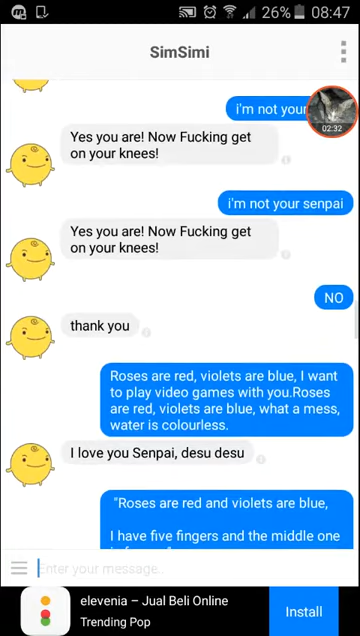 26% 08:47
SimSimi
i'm not your
02:32
Yes you are! Now Fucking get
on your knees!
i'm not your senpai
Yes you are! Now Fucking get
on your knees!
NO
thank you
Roses are red, violets are blue, I want
to play video games with you.Roses
are red, violets are blue, what a mess,
water is colourless.
I love you Senpai, desu desu
"Roses are red and violets are blue,
I have five fingers and the middle one
Enter your message..
elevenia – Jual Beli Online
Trending Pop
Install